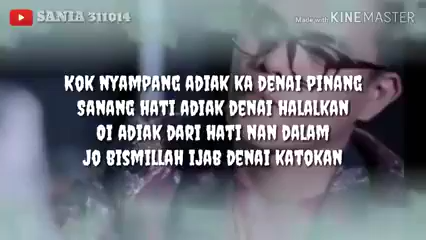 SANIA 311014
Made with KINEMASTER
KOK NYAMPANG ADIAK KA DENAI PINANG
SANANG HATI ADIAK DENAI HALALKAN
OI ADIAK DARI HATI NAN DALAM
JO BISMILLAH IJAB DENAI KATOKAN